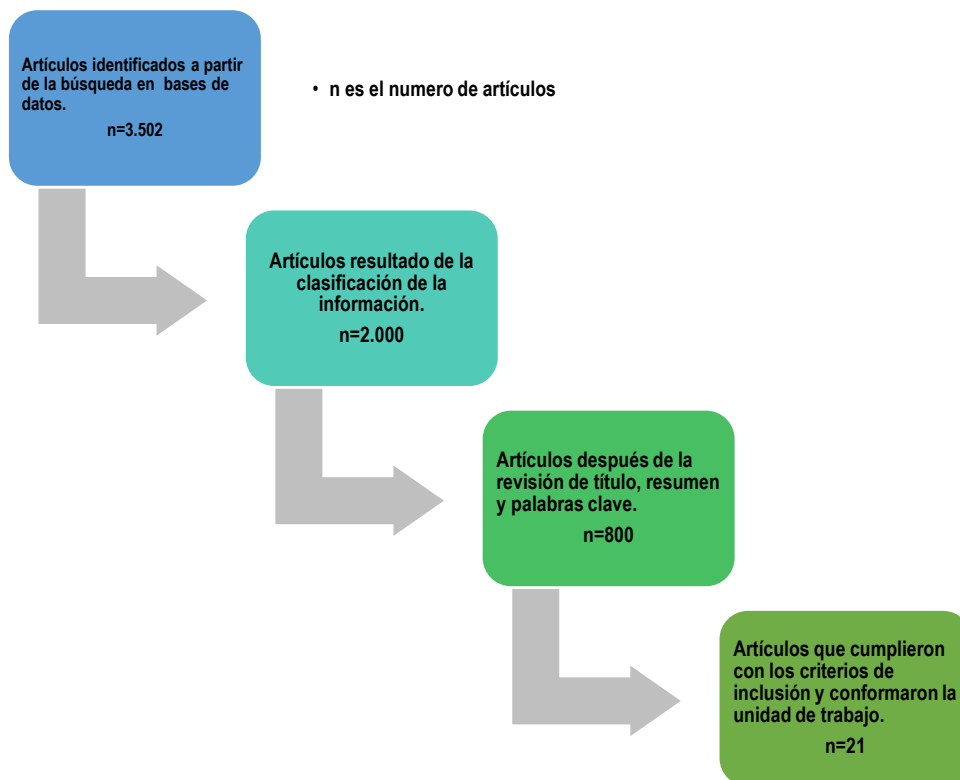 Artículos identificados a partir
de la búsqueda en bases de
datos.
n=3.502
• n es el numero de artículos
Artículos resultado de la
clasificación de la
información.
n=2.000
Artículos después de la
revisión de título, resumen
y palabras clave.
n=800
Artículos que cumplieron
con los criterios de
inclusión y conformaron la
unidad de trabajo.
n=21